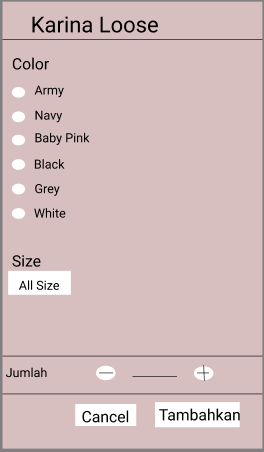 Karina Loose
Color
Army
Navy
Baby Pink
Black
Grey
White
Size
All Size
Jumlah
Cancel
Tambahkan